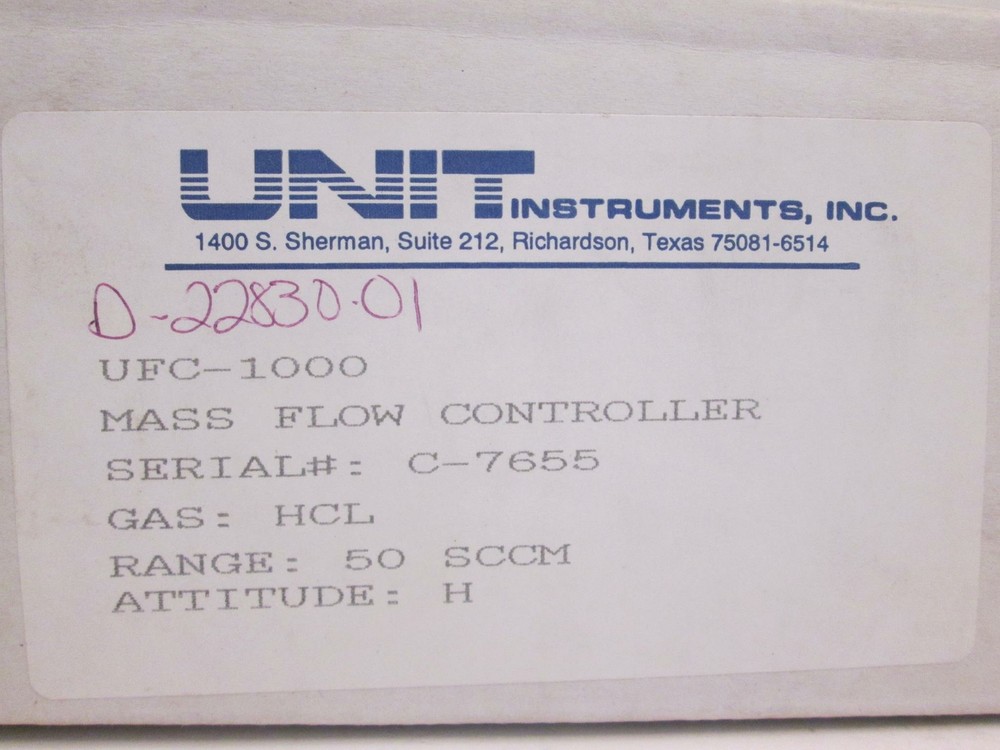 UNIT INSTRUMENTS, INC.
1400 S. Sherman, Suite 212, Richardson, Texas 75081-6514
D-22830-01
UFC-1000
MASS FLOW CONTROLLER
SERIAL#: C-7655
GAS: HCL
RANGE: 50 SCCM
ATTITUDE: H